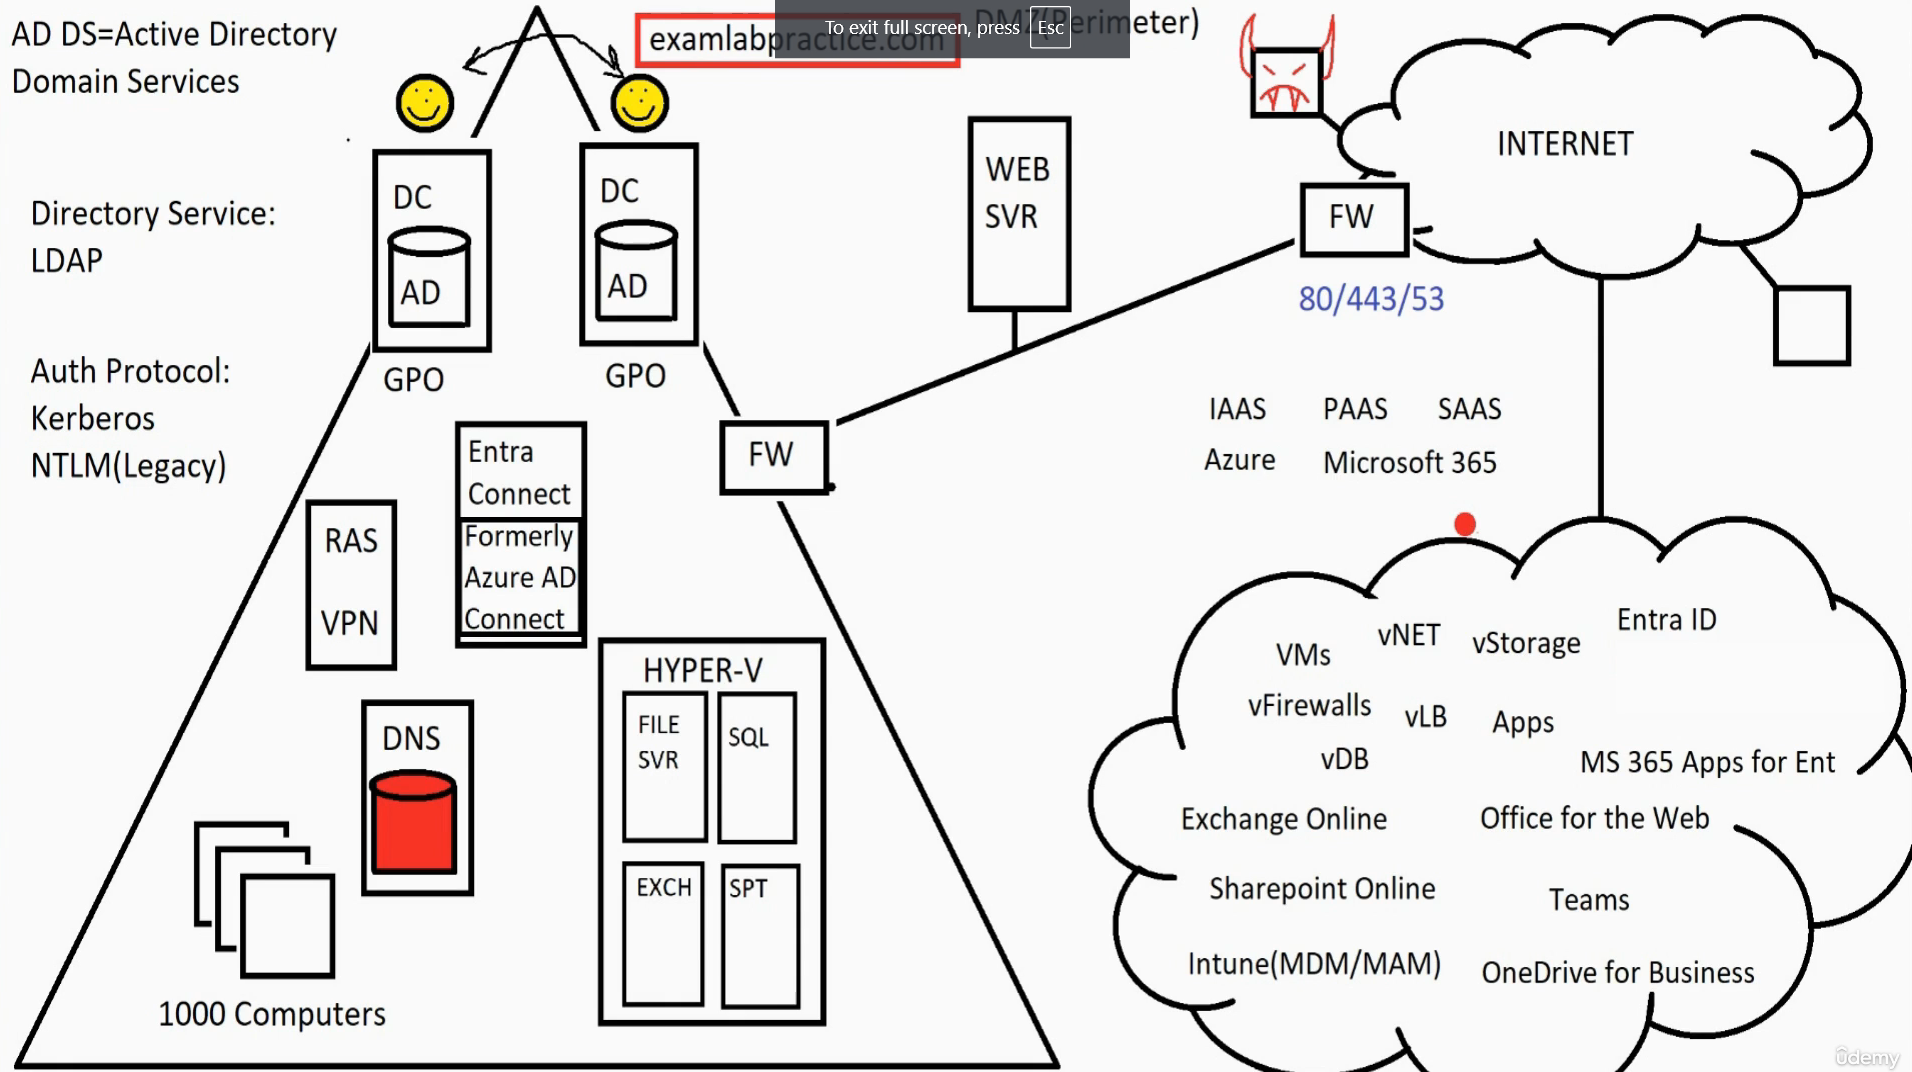 AD DS=Active Directory
Domain Services
examlabpractice.com
DMZ(Perimeter)
To exit full screen, press Esc
Directory Service:
LDAP
Auth Protocol:
Kerberos
NTLM(Legacy)
DC
AD
GPO
DC
AD
GPO
WEB
SVR
INTERNET
FW
80/443/53
FW
Entra
Connect
Formerly
Azure AD
Connect
RAS
VPN
DNS
1000 Computers
HYPER-V
FILE
SVR
SQL
EXCH
SPT
IAAS PAAS SAAS
Azure Microsoft 365
VMs
vNET
vStorage
Entra ID
vFirewalls
vLB
Apps
vDB
MS 365 Apps for Ent
Exchange Online
Office for the Web
Sharepoint Online
Teams
Intune(MDM/MAM)
OneDrive for Business
ûdemy